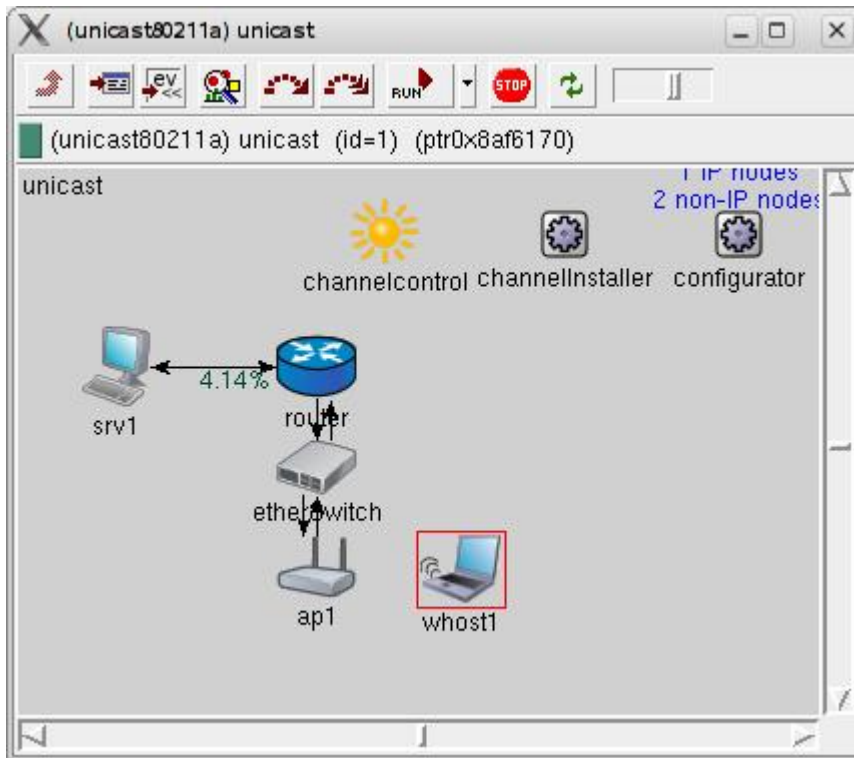 (unicast80211a) unicast
ev
<<
RUN
STOP
(unicast80211a) unicast (id=1) (ptr0x8af6170)
unicast
IP nodes
2 non-IP nodes
channelcontrol
channelInstaller
configurator
4.14%
srv1
router
etherswitch
ap1
whost1